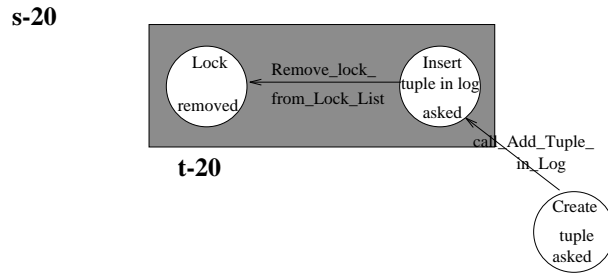 s-20
Lock
removed
Remove_lock_
from_Lock_List
Insert
tuple in log
asked
t-20
call_Add_Tuple_
in_Log
Create
tuple
asked